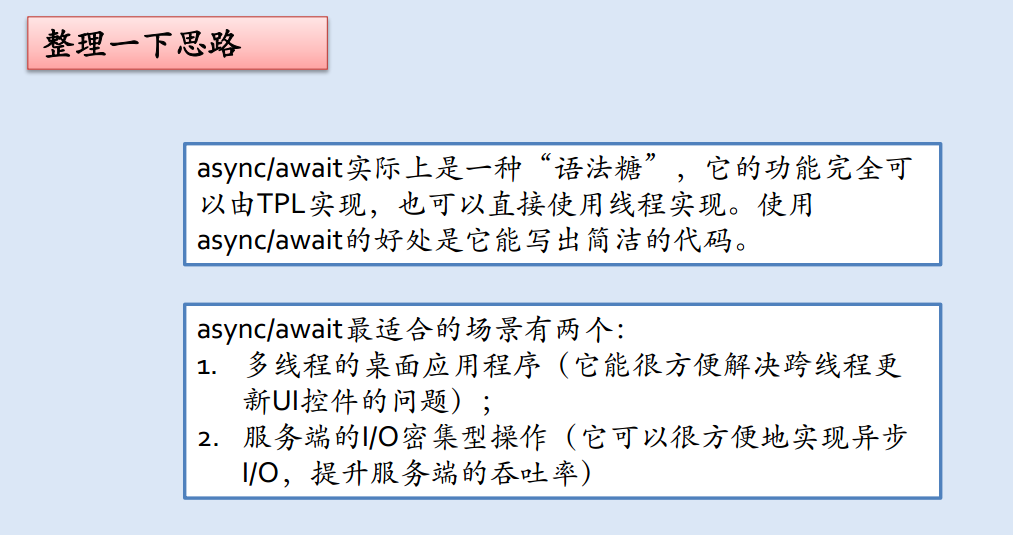 整理一下思路
async/await实际上是一种“语法糖”，它的功能完全可
以由TPL实现，也可以直接使用线程实现。使用
async/await的好处是它能写出简洁的代码。
async/await最适合的场景有两个：
1. 多线程的桌面应用程序（它能很方便解决跨线程更
新UI控件的问题）；
2. 服务端的I/O密集型操作（它可以很方便地实现异步
I/O，提升服务端的吞吐率）